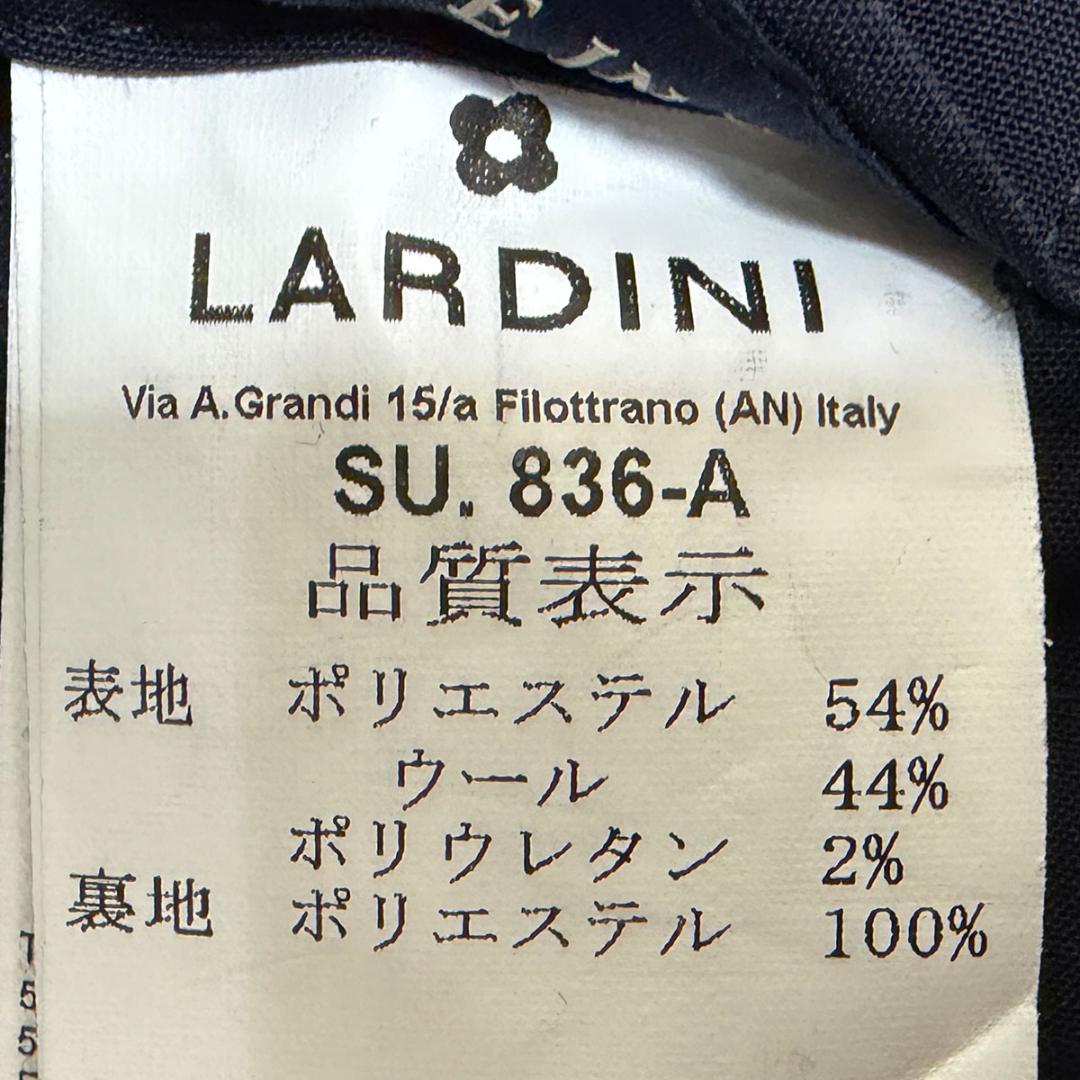 LARDINI
Via A.Grandi 15/a Filottrano (AN) Italy
SU. 836-A
品質表示
表地 ポリエステル 54%
ウール 44%
ポリウレタン 2%
裏地 ポリエステル 100%